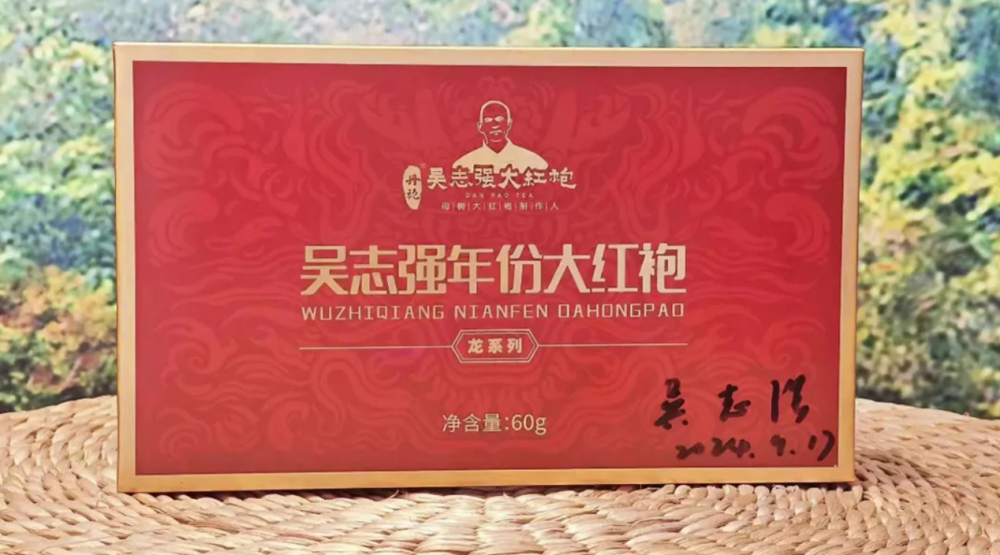 丹袍
吴志强大紅袍
DAN PAO TEA
母树大红袍制作人
吴志强年份大红袍
WUZHIQIANG NIANFEN DAHONGPAO
龙系列
净含量:60g
吴志强
2024.9.17